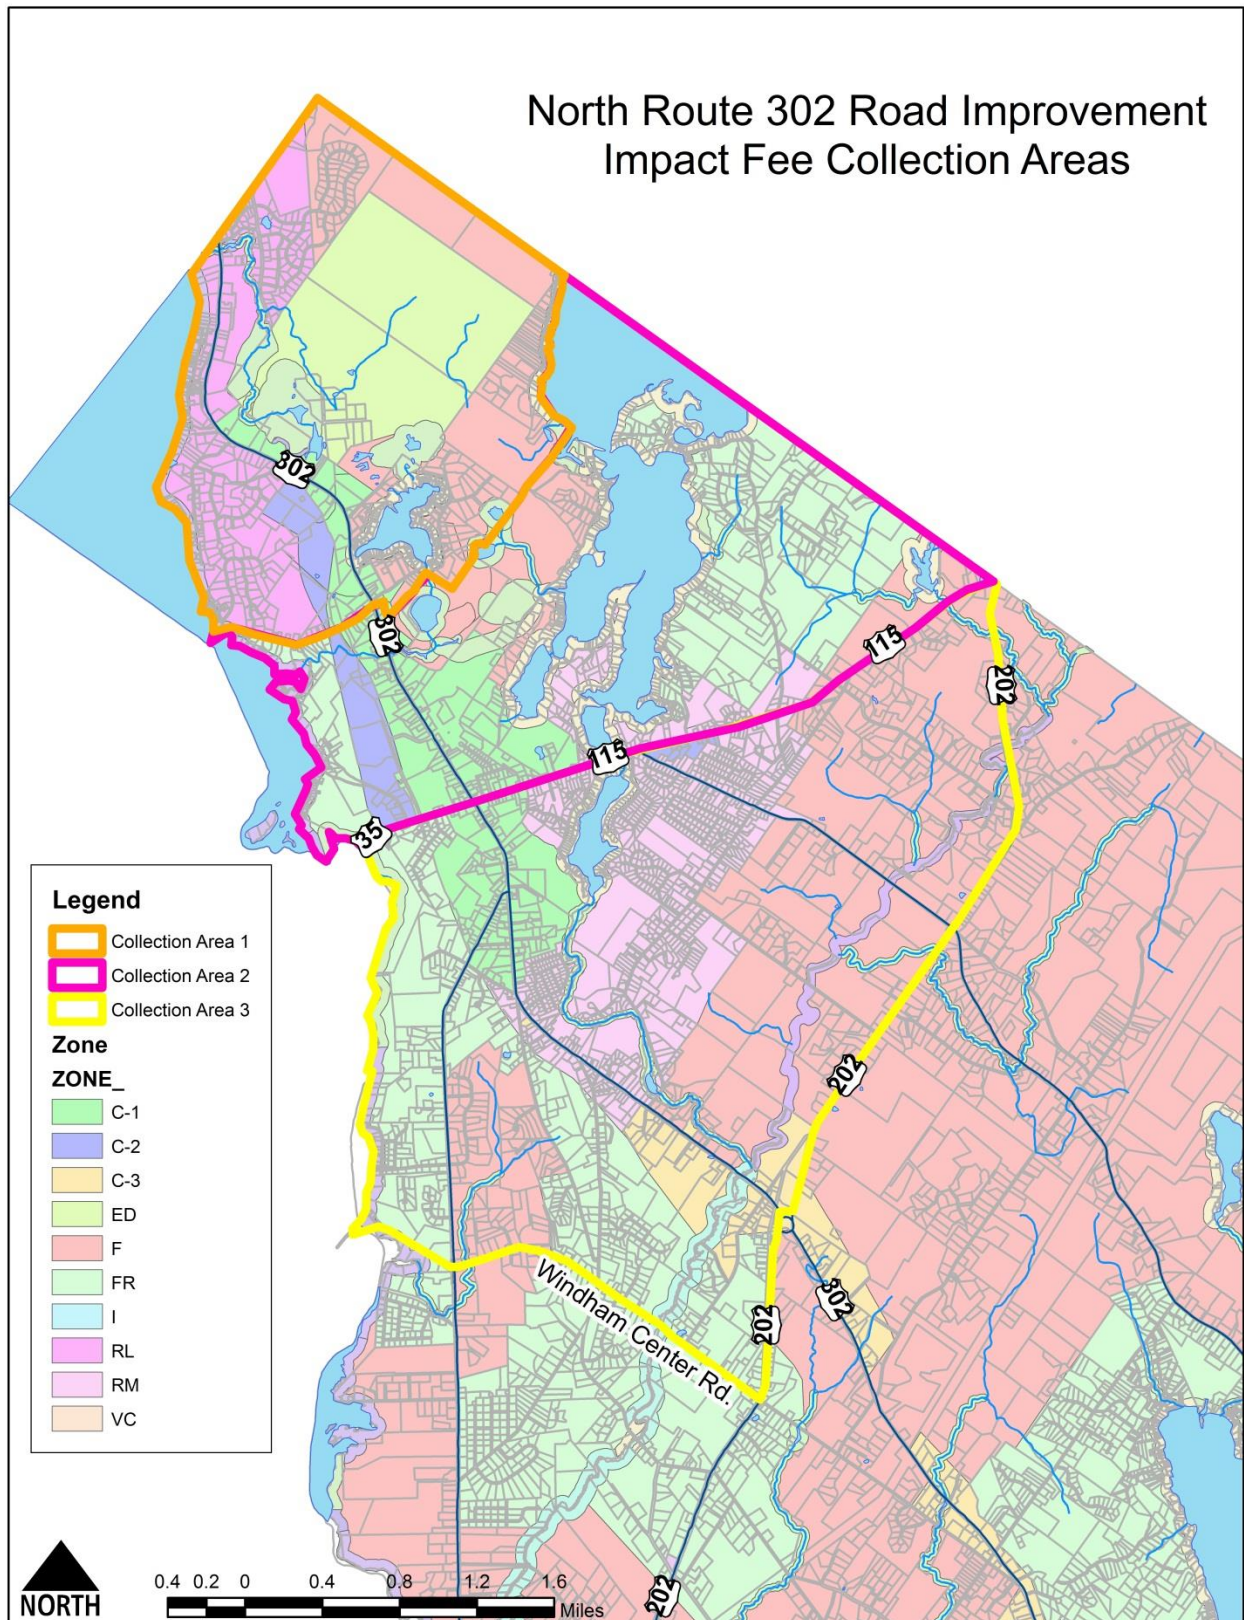 North Route 302 Road Improvement
Impact Fee Collection Areas
302
302
115
202
115
35
Legend
Collection Area 1
Collection Area 2
Collection Area 3
Zone
ZONE_
C-1
C-2
C-3
ED
F
FR
I
RL
RM
VC
202
Windham Center Rd.
302
202
202
NORTH
0.4 0.2 0 0.4 0.8 1.2 1.6
Miles